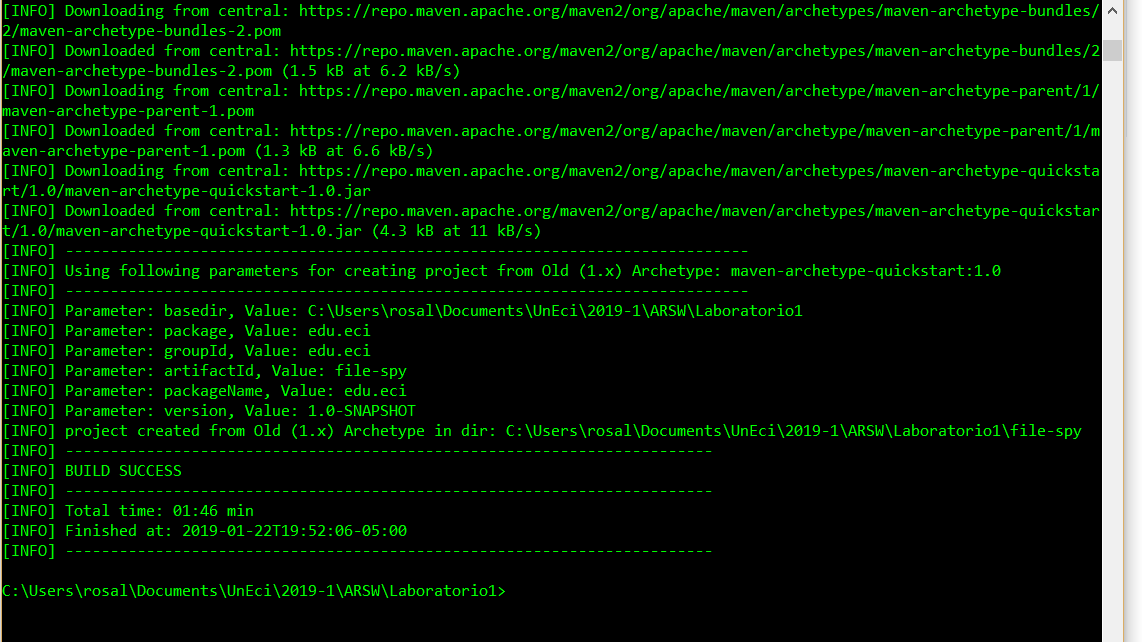 [INFO] Downloading from central: https://repo.maven.apache.org/maven2/org/apache/maven/archetypes/maven-archetype-bundles/
2/maven-archetype-bundles-2.pom
[INFO] Downloaded from central: https://repo.maven.apache.org/maven2/org/apache/maven/archetypes/maven-archetype-bundles/2
/maven-archetype-bundles-2.pom (1.5 kB at 6.2 kB/s)
[INFO] Downloading from central: https://repo.maven.apache.org/maven2/org/apache/maven/archetype/maven-archetype-parent/1/
maven-archetype-parent-1.pom
[INFO] Downloaded from central: https://repo.maven.apache.org/maven2/org/apache/maven/archetype/maven-archetype-parent/1/m
aven-archetype-parent-1.pom (1.3 kB at 6.6 kB/s)
[INFO] Downloading from central: https://repo.maven.apache.org/maven2/org/apache/maven/archetypes/maven-archetype-quicksta
rt/1.0/maven-archetype-quickstart-1.0.jar
[INFO] Downloaded from central: https://repo.maven.apache.org/maven2/org/apache/maven/archetypes/maven-archetype-quickstar
t/1.0/maven-archetype-quickstart-1.0.jar (4.3 kB at 11 kB/s)
[INFO] ----------------------------------------------------------------------------
[INFO] Using following parameters for creating project from Old (1.x) Archetype: maven-archetype-quickstart:1.0
[INFO] ----------------------------------------------------------------------------
[INFO] Parameter: basedir, Value: C:\Users\rosal\Documents\UnEci\2019-1\ARSW\Laboratorio1
[INFO] Parameter: package, Value: edu.eci
[INFO] Parameter: groupId, Value: edu.eci
[INFO] Parameter: artifactId, Value: file-spy
[INFO] Parameter: packageName, Value: edu.eci
[INFO] Parameter: version, Value: 1.0-SNAPSHOT
[INFO] project created from Old (1.x) Archetype in dir: C:\Users\rosal\Documents\UnEci\2019-1\ARSW\Laboratorio1\file-spy
[INFO] ------------------------------------------------------------------------
[INFO] BUILD SUCCESS
[INFO] ------------------------------------------------------------------------
[INFO] Total time: 01:46 min
[INFO] Finished at: 2019-01-22T19:52:06-05:00
[INFO] ------------------------------------------------------------------------
C:\Users\rosal\Documents\UnEci\2019-1\ARSW\Laboratorio1>